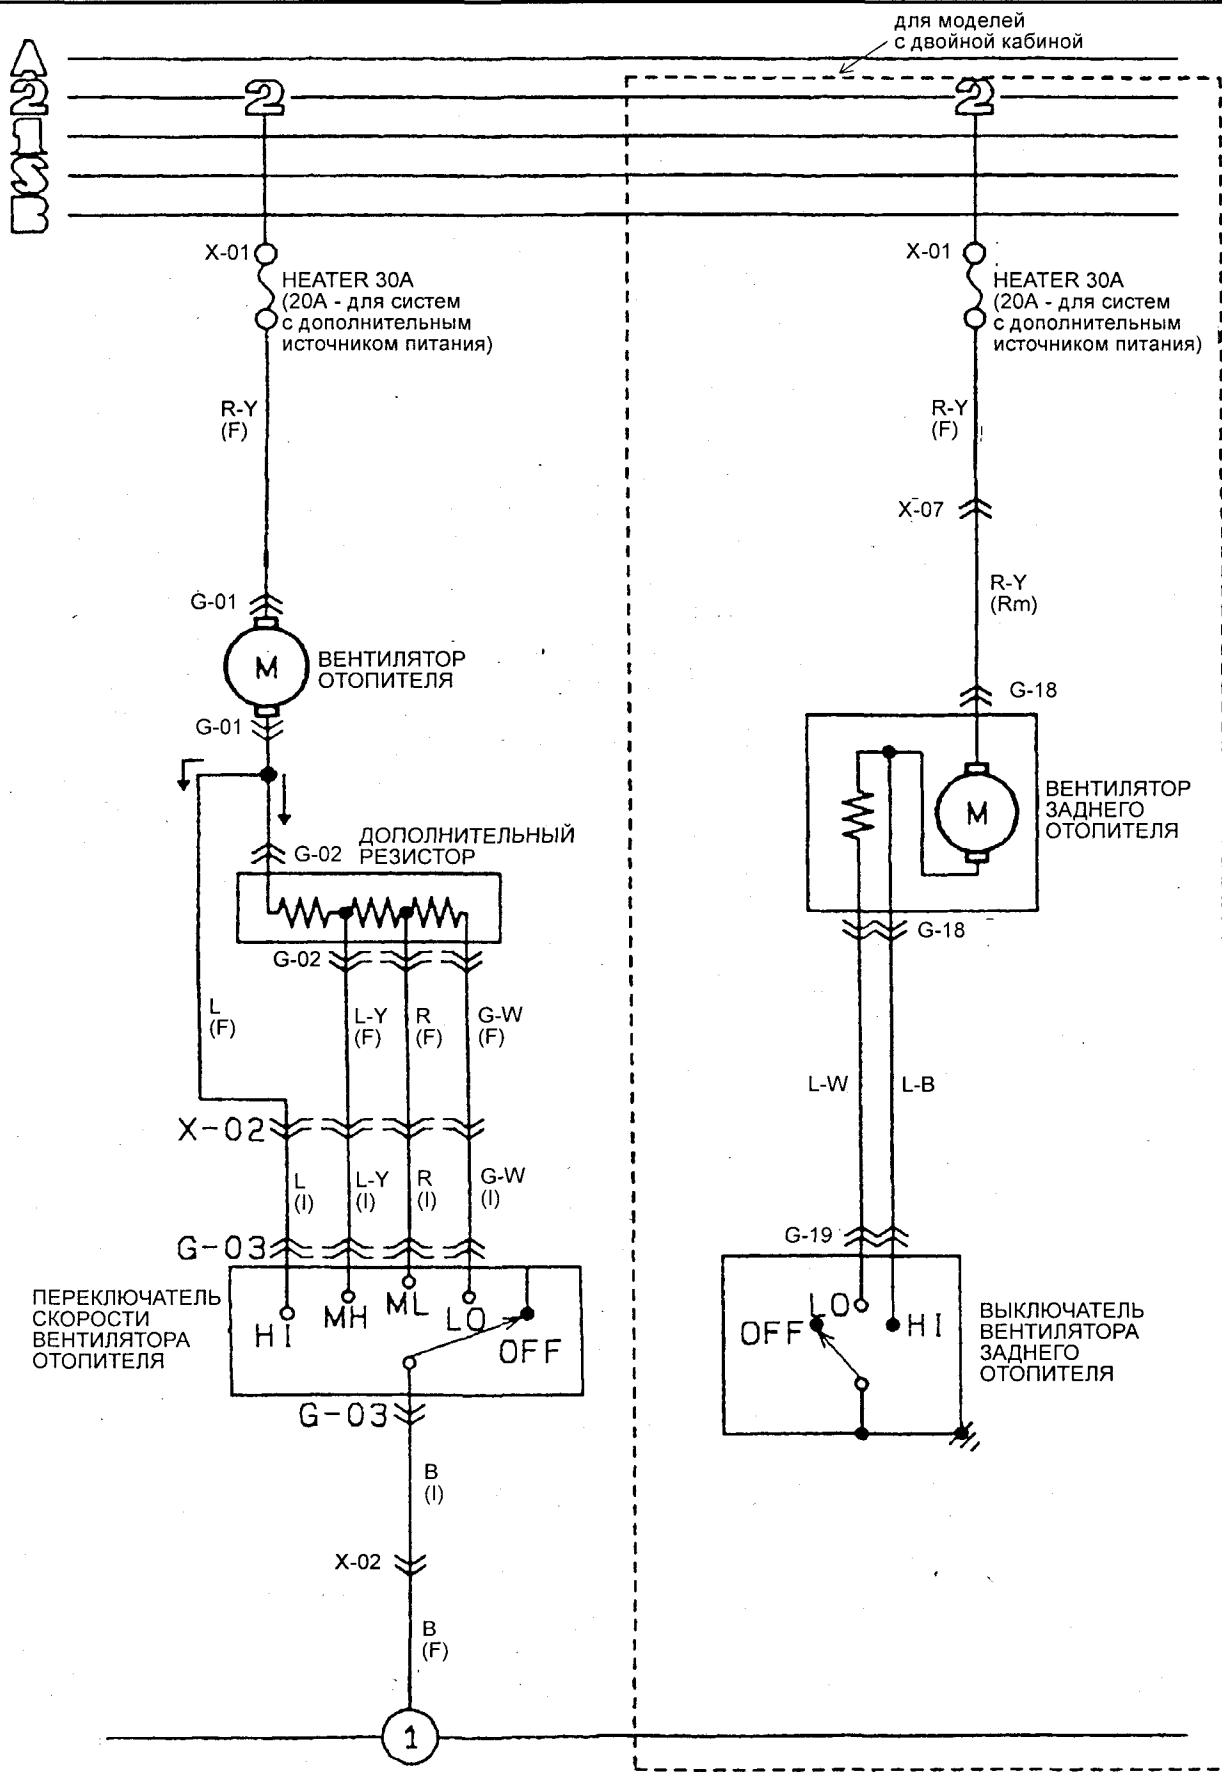 для моделей
с двойной кабиной
A
2
1
S
B
2
2
X-01
HEATER 30A
(20A - для систем
с дополнительным
источником питания)
X-01
HEATER 30A
(20A - для систем
с дополнительным
источником питания)
R-Y
(F)
R-Y
(F)
X-07
R-Y
(Rm)
G-01
M
ВЕНТИЛЯТОР
ОТОПИТЕЛЯ
G-01
G-18
M
ВЕНТИЛЯТОР
ЗАДНЕГО
ОТОПИТЕЛЯ
G-02
ДОПОЛНИТЕЛЬНЫЙ
РЕЗИСТОР
G-02
G-18
L
(F)
L-Y
(F)
R
(F)
G-W
(F)
L-W
L-B
X-02
L
(I)
L-Y
(I)
R
(I)
G-W
(I)
G-03
G-19
ПЕРЕКЛЮЧАТЕЛЬ
СКОРОСТИ
ВЕНТИЛЯТОРА
ОТОПИТЕЛЯ
HI
MH
ML
LO
OFF
OFF
LO
HI
ВЫКЛЮЧАТЕЛЬ
ВЕНТИЛЯТОРА
ЗАДНЕГО
ОТОПИТЕЛЯ
G-03
B
(I)
X-02
B
(F)
1